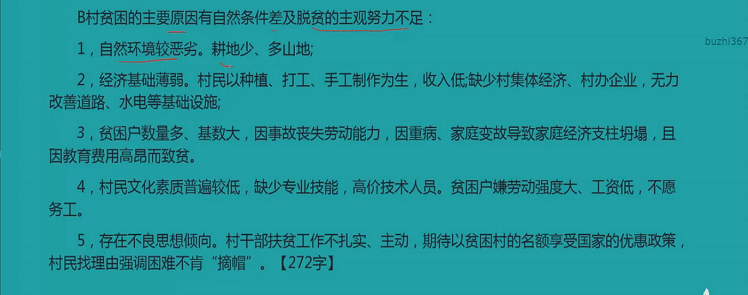 B村贫困的主要原因有自然条件差及脱贫的主观努力不足：
buzhi367
1，自然环境较恶劣。耕地少、多山地;
2，经济基础薄弱。村民以种植、打工、手工制作为生，收入低;缺少村集体经济、村办企业，无力
改善道路、水电等基础设施;
3，贫困户数量多、基数大，因事故丧失劳动能力，因重病、家庭变故导致家庭经济支柱坍塌，且
因教育费用高昂而致贫。
4，村民文化素质普遍较低，缺少专业技能，高价技术人员。贫困户嫌劳动强度大、工资低，不愿
务工。
5，存在不良思想倾向。村干部扶贫工作不扎实、主动，期待以贫困村的名额享受国家的优惠政策，
村民找理由强调困难不肯“摘帽”。【272字】